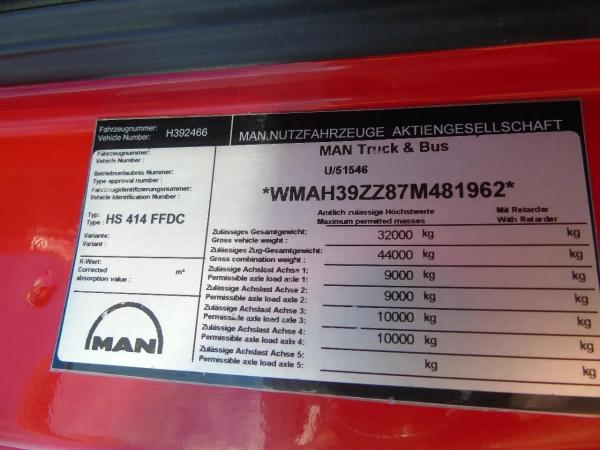 Fahrzeugnummer:
Vehicle Number: H392466
MAN NUTZFAHRZEUGE AKTIENGESELLSCHAFT
Fahrzeugnummer:
Vehicle Number :
MAN Truck & Bus
Betriebserlaubnis Nummer:
Type approval number :
U/51546
Fahrzeugidentifizierungsnummer:
Vehicle Identification Number:
*WMAH39ZZ87M481962*
Typ:
Type : HS 414 FFDC
Amtlich zulässige Höchstwerte
Maximum permitted masses
Mit Retarder
With Retarder
Variante:
Variant :
Zulässiges Gesamtgewicht:
Gross vehicle weight : 32000 kg kg
Zulässiges Zug-Gesamtgewicht:
Gross combination weight : 44000 kg kg
K-Wert:
Corrected
absorption value : m²
Zulässige Achslast Achse 1:
Permissible axle load axle 1: 9000 kg kg
Zulässige Achslast Achse 2:
Permissible axle load axle 2: 9000 kg kg
Zulässige Achslast Achse 3:
Permissible axle load axle 3: 10000 kg kg
Zulässige Achslast Achse 4:
Permissible axle load axle 4: 10000 kg kg
Zulässige Achslast Achse 5:
Permissible axle load axle 5: kg kg
MAN